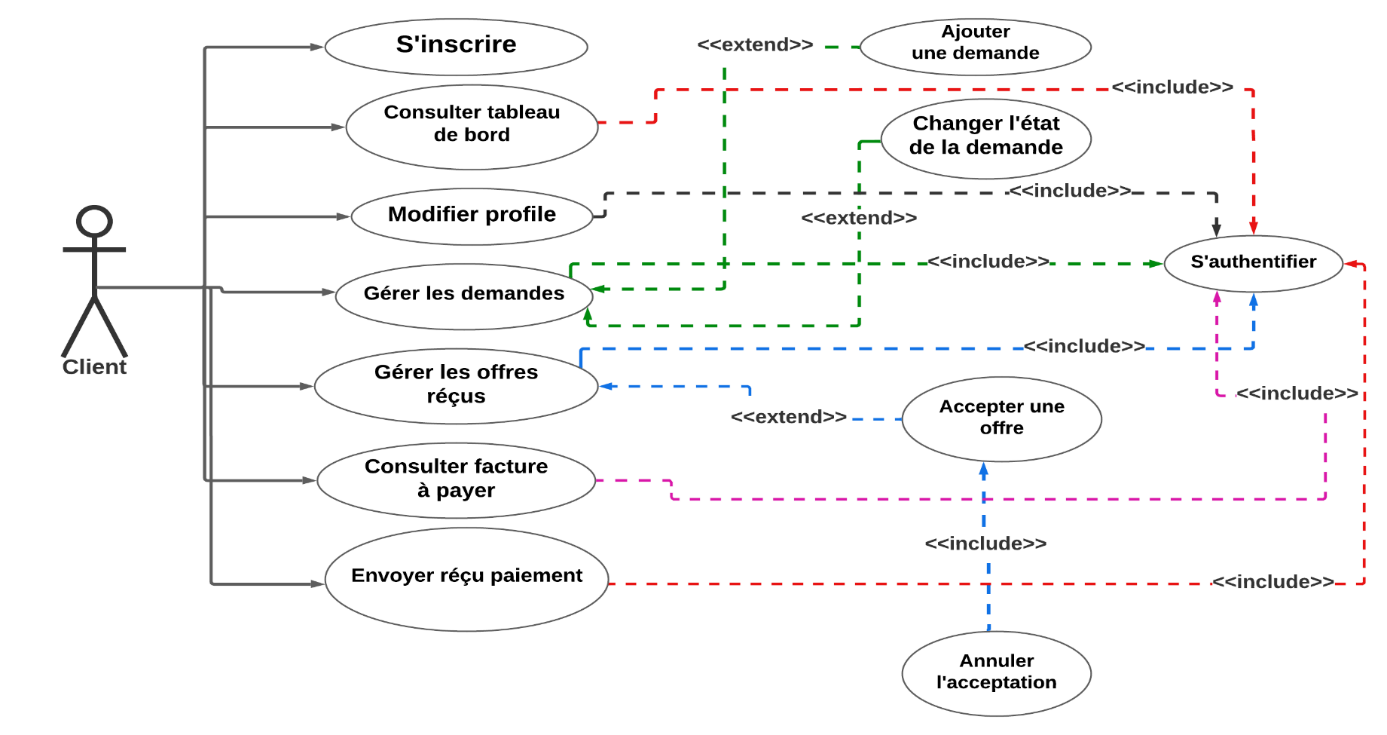 S'inscrire
<<extend>>
Ajouter
une demande
Consulter tableau
de bord
<<include>>
Changer l'état
de la demande
Modifier profile
<<include>>
<<extend>>
Gérer les demandes
<<include>>
S'authentifier
Client
Gérer les offres
réçus
<<include>>
<<extend>>
Accepter une
offre
<<include>>
Consulter facture
à payer
<<include>>
Envoyer réçu paiement
<<include>>
Annuler
l'acceptation